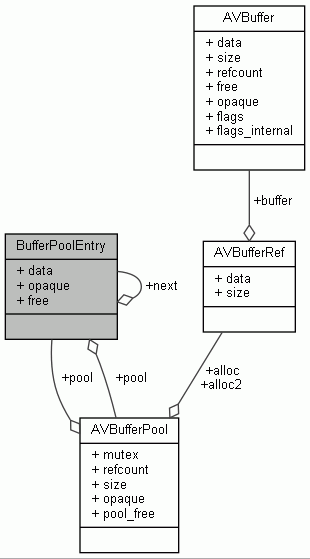 AVBuffer
+ data
+ size
+ refcount
+ free
+ opaque
+ flags
+ flags_internal
+buffer
BufferPoolEntry
+ data
+ opaque
+ free
+next
AVBufferRef
+ data
+ size
+pool
+pool
+alloc
+alloc2
AVBufferPool
+ mutex
+ refcount
+ size
+ opaque
+ pool_free